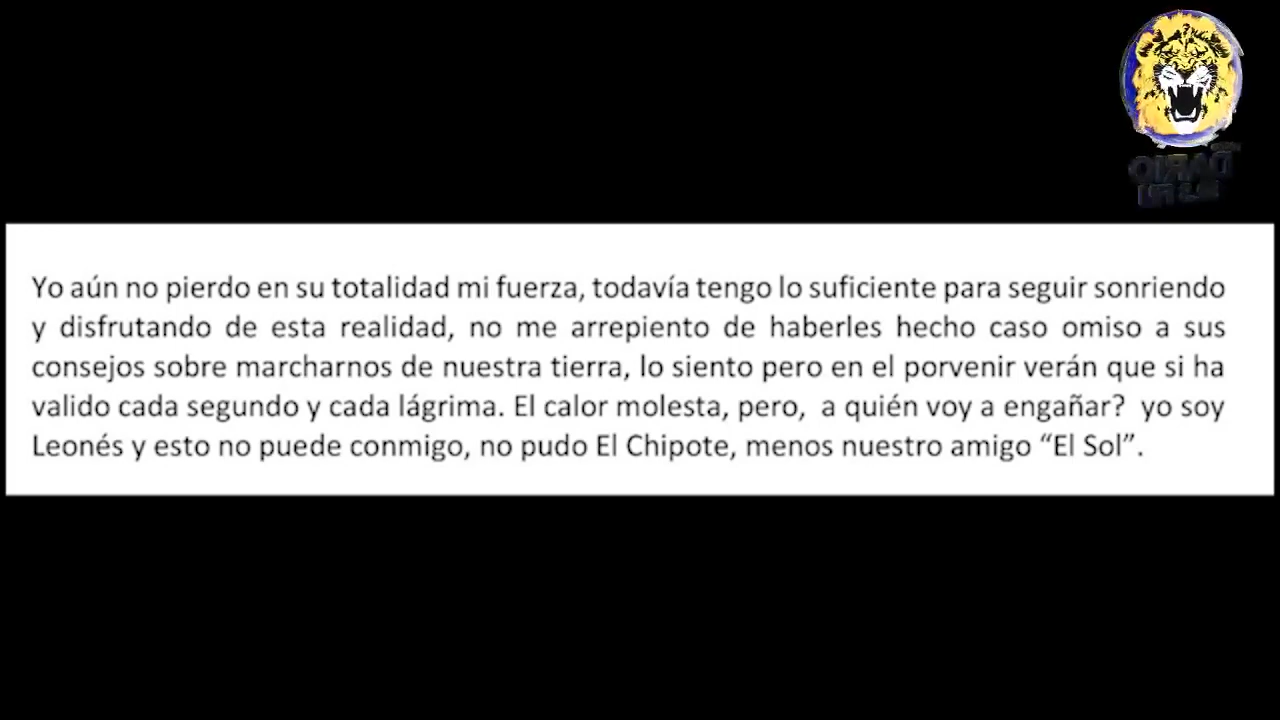 Yo aún no pierdo en su totalidad mi fuerza, todavía tengo lo suficiente para seguir sonriendo
y disfrutando de esta realidad, no me arrepiento de haberles hecho caso omiso a sus
consejos sobre marcharnos de nuestra tierra, lo siento pero en el porvenir verán que si ha
valido cada segundo y cada lágrima. El calor molesta, pero,  a quién voy a engañar?  yo soy
Leonés y esto no puede conmigo, no pudo El Chipote, menos nuestro amigo “El Sol”.